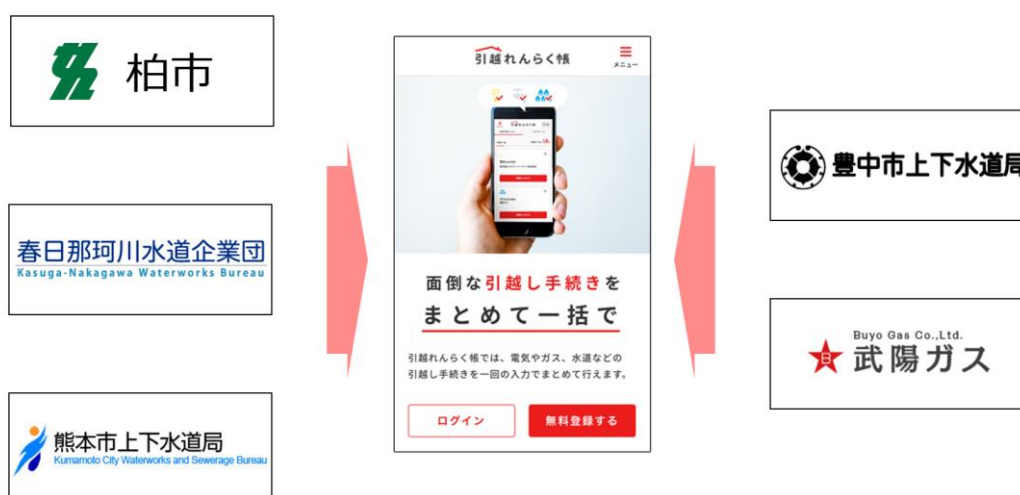 柏市
春日那珂川水道企業団
Kasuga-Nakagawa Waterworks Bureau
熊本市上下水道局
Kumamoto City Waterworks and Sewerage Bureau
引越れんらく帳
メニュー
面倒な引越し手続きを
まとめて一括で
引越れんらく帳では、電気やガス、水道などの
引越し手続きを一回の入力でまとめて行えます。
ログイン
無料登録する
豊中市上下水道局
Buyo Gas Co.,Ltd.
B
武陽ガス